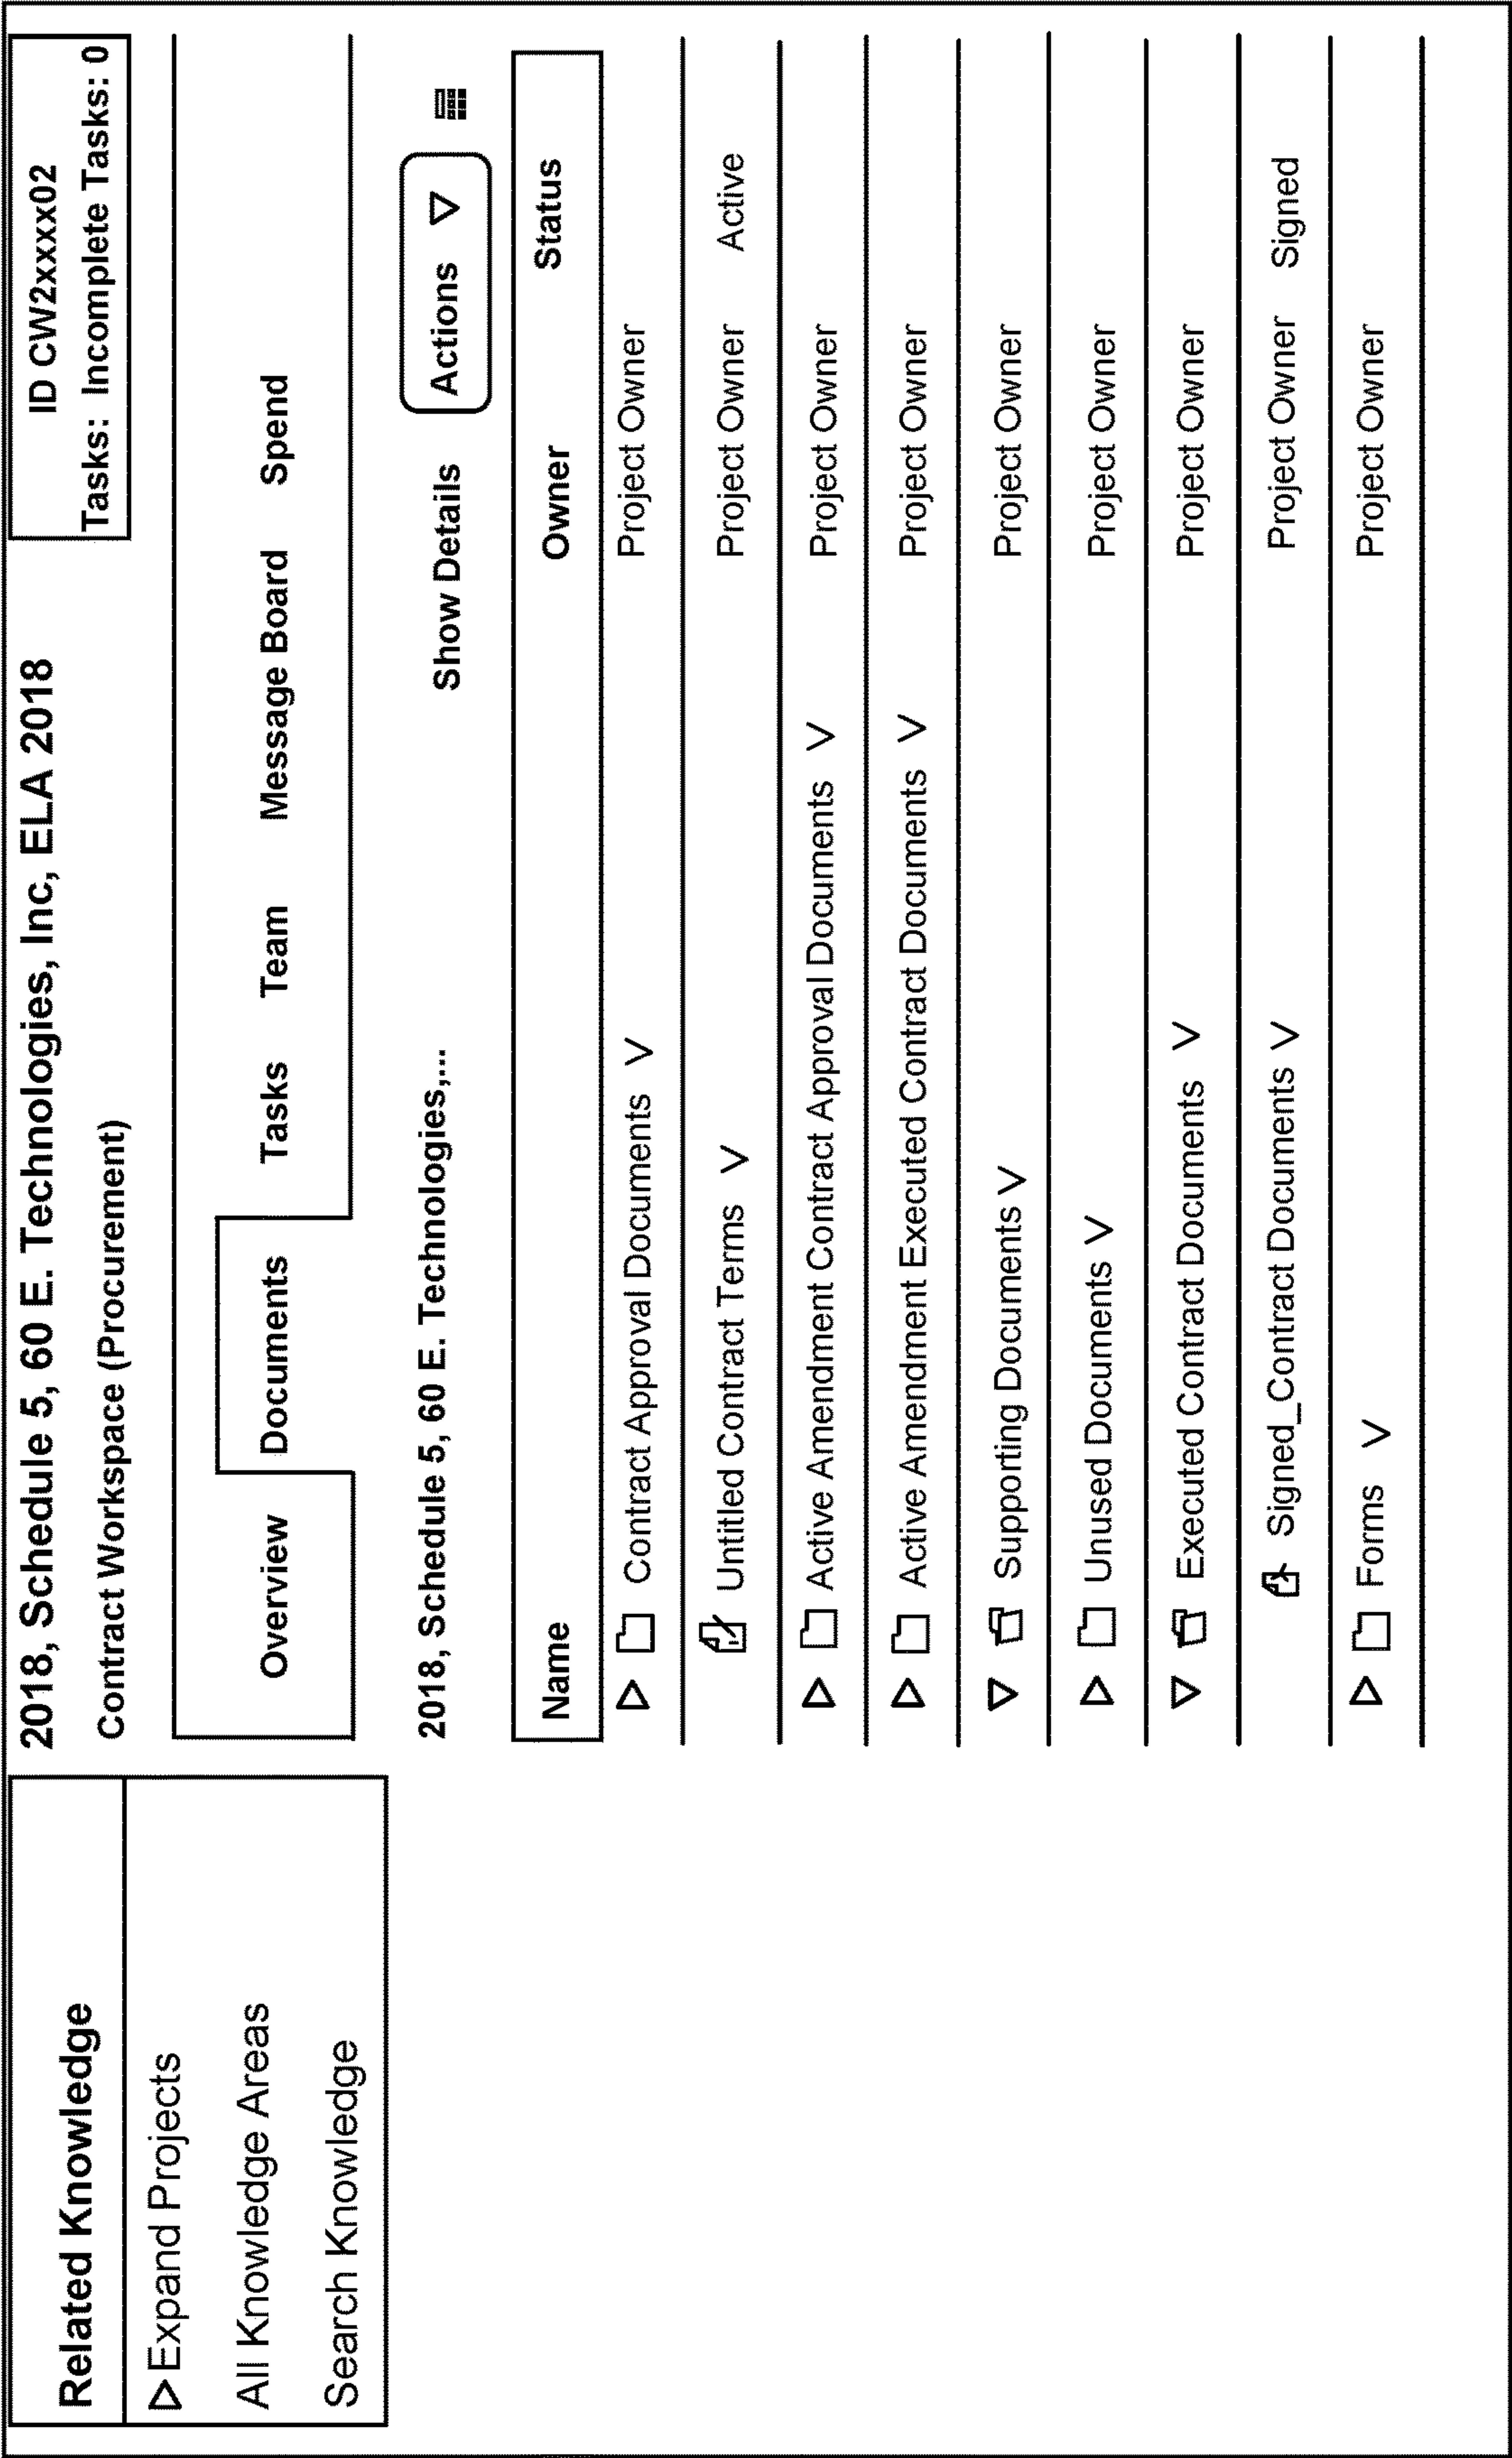 Related Knowledge
Expand Projects
All Knowledge Areas
Search Knowledge
2018, Schedule 5, 60 E. Technologies, Inc, ELA 2018
Contract Workspace (Procurement)
ID CW2xxxx02
Tasks: Incomplete Tasks: 0
Overview Documents Tasks Team Message Board Spend
2018, Schedule 5, 60 E. Technologies,... Show Details Actions
Name Owner Status
Contract Approval Documents Project Owner
Untitled Contract Terms Project Owner Active
Active Amendment Contract Approval Documents Project Owner
Active Amendment Executed Contract Documents Project Owner
Supporting Documents Project Owner
Unused Documents Project Owner
Executed Contract Documents Project Owner
Signed_Contract Documents Project Owner Signed
Forms Project Owner